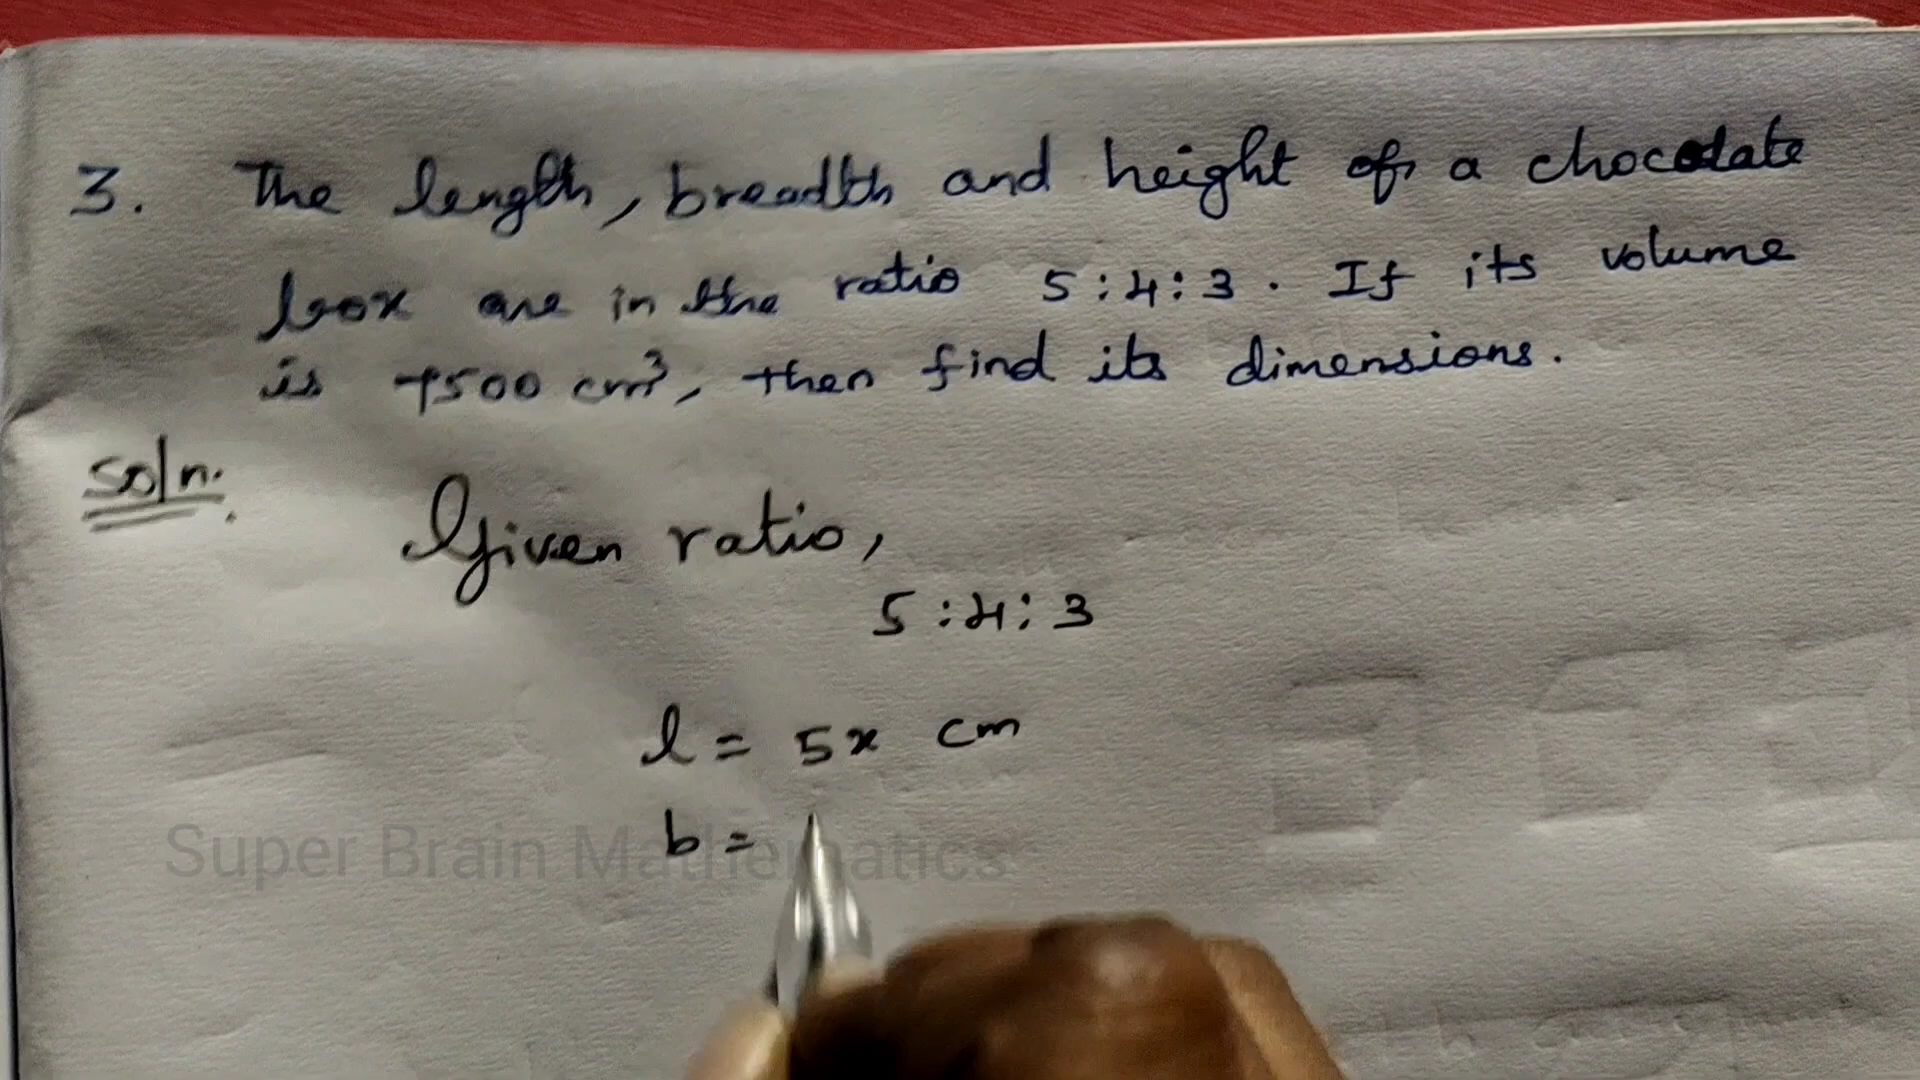 3. The length, breadth and height of a chocolate
box are in the ratio 5:4:3. If its volume
is 7500 cm³, then find its dimensions.
Soln.
Given ratio,
5:4:3
l = 5x cm
b =
Super Brain Mathematics